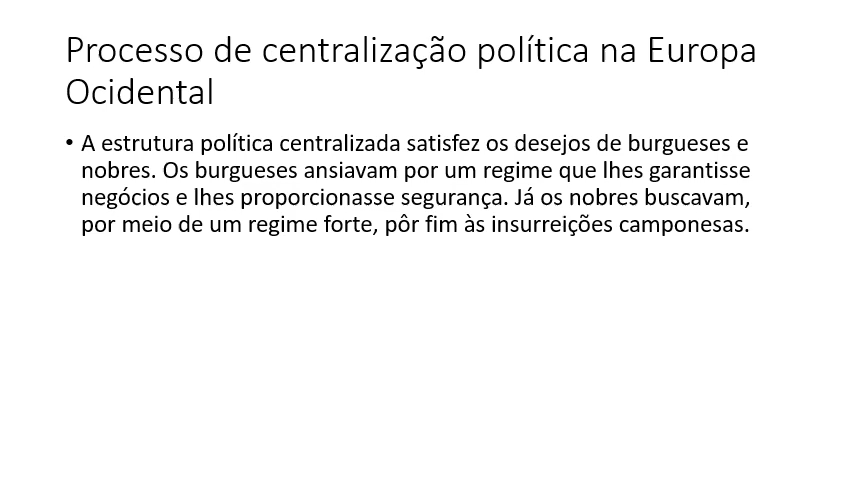 Processo de centralização política na Europa
Ocidental
• A estrutura política centralizada satisfez os desejos de burgueses e
nobres. Os burgueses ansiavam por um regime que lhes garantisse
negócios e lhes proporcionasse segurança. Já os nobres buscavam,
por meio de um regime forte, pôr fim às insurreições camponesas.